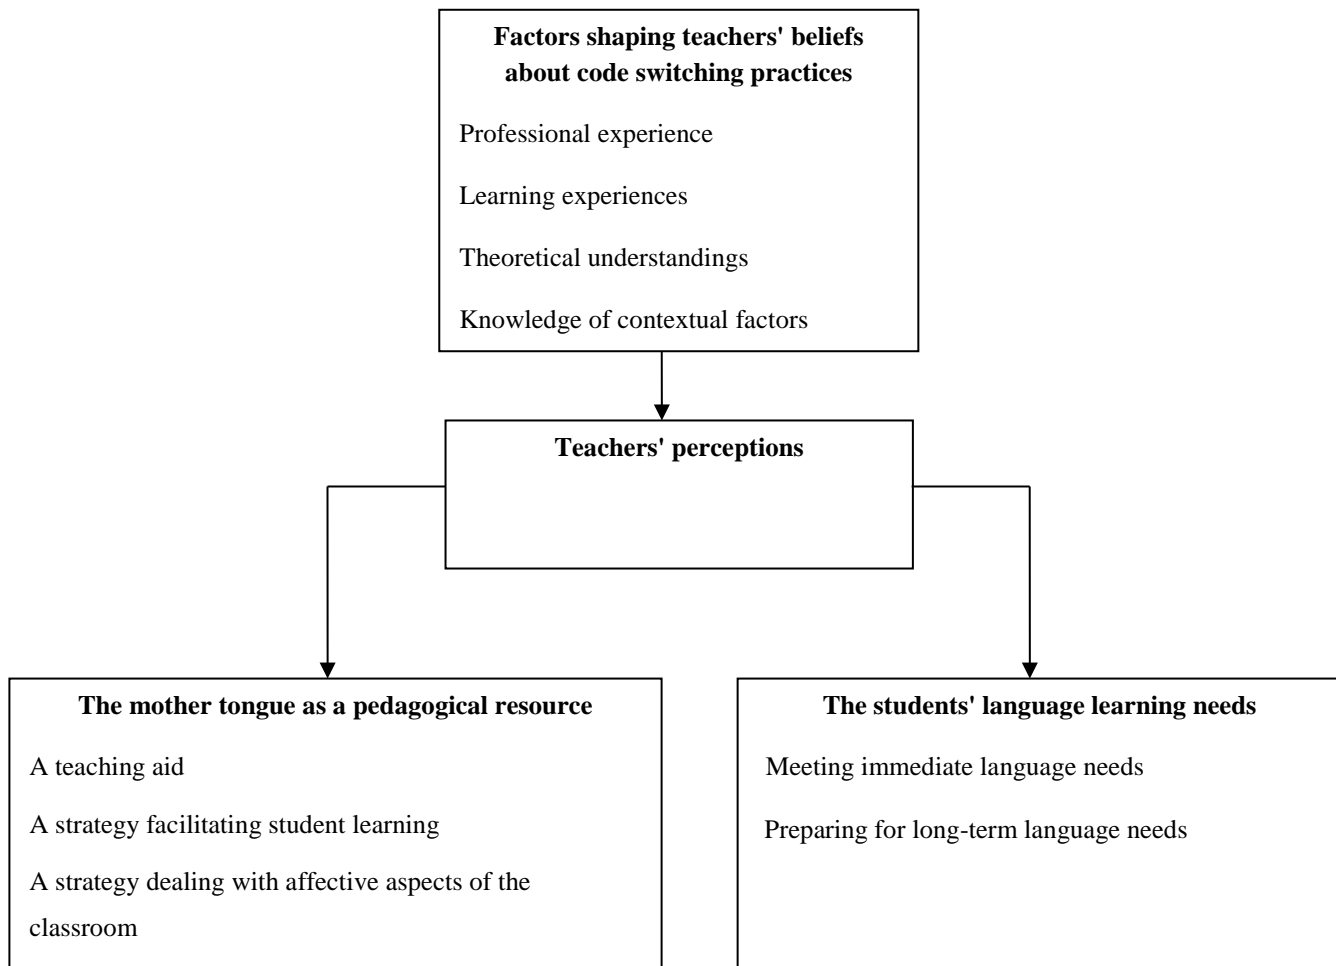 Factors shaping teachers' beliefs
about code switching practices
Professional experience
Learning experiences
Theoretical understandings
Knowledge of contextual factors
Teachers' perceptions
The mother tongue as a pedagogical resource
A teaching aid
A strategy facilitating student learning
A strategy dealing with affective aspects of the
classroom
The students' language learning needs
Meeting immediate language needs
Preparing for long-term language needs